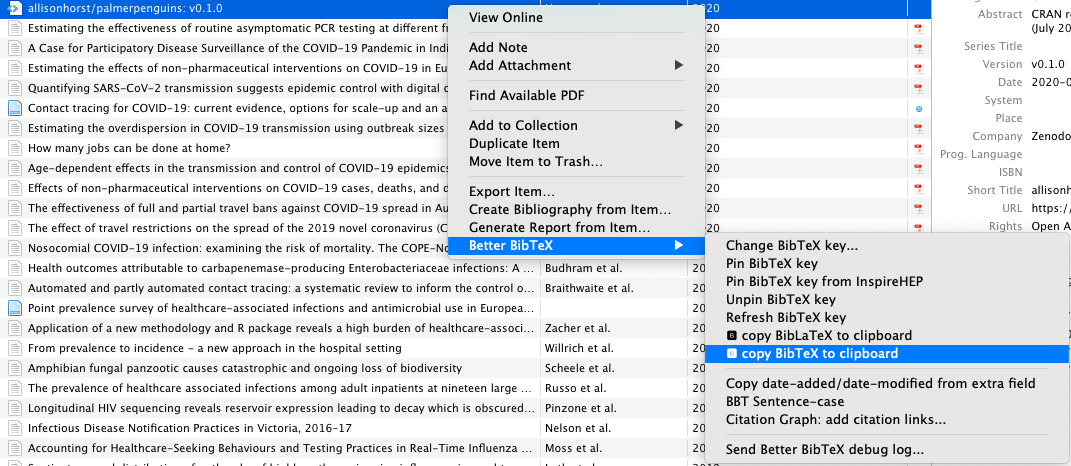 allisonhorst/palmerpenguins: v0.1.0
2020
Estimating the effectiveness of routine asymptomatic PCR testing at different fr
20
A Case for Participatory Disease Surveillance of the COVID-19 Pandemic in Indi
20
Estimating the effects of non-pharmaceutical interventions on COVID-19 in Eu
20
Quantifying SARS-CoV-2 transmission suggests epidemic control with digital c
20
Contact tracing for COVID-19: current evidence, options for scale-up and an a
20
Estimating the overdispersion in COVID-19 transmission using outbreak sizes
20
How many jobs can be done at home?
20
Age-dependent effects in the transmission and control of COVID-19 epidemics
20
Effects of non-pharmaceutical interventions on COVID-19 cases, deaths, and d
20
The effectiveness of full and partial travel bans against COVID-19 spread in Au
20
The effect of travel restrictions on the spread of the 2019 novel coronavirus (C
20
Nosocomial COVID-19 infection: examining the risk of mortality. The COPE-No
Health outcomes attributable to carbapenemase-producing Enterobacteriaceae infections: A ...
Budhram et al.
20
Automated and partly automated contact tracing: a systematic review to inform the control o...
Braithwaite et al.
20
Point prevalence survey of healthcare-associated infections and antimicrobial use in Europea...
20
Application of a new methodology and R package reveals a high burden of healthcare-associ...
Zacher et al.
20
From prevalence to incidence - a new approach in the hospital setting
Willrich et al.
20
Amphibian fungal panzootic causes catastrophic and ongoing loss of biodiversity
Scheele et al.
20
The prevalence of healthcare associated infections among adult inpatients at nineteen large ...
Russo et al.
20
Longitudinal HIV sequencing reveals reservoir expression leading to decay which is obscured...
Pinzone et al.
20
Infectious Disease Notification Practices in Victoria, 2016-17
Nelson et al.
20
Accounting for Healthcare-Seeking Behaviours and Testing Practices in Real-Time Influenza ...
Moss et al.
20
View Online
Add Note
Add Attachment
Find Available PDF
Add to Collection
Duplicate Item
Move Item to Trash...
Export Item...
Create Bibliography from Item...
Generate Report from Item...
Better BibTeX
Change BibTeX key...
Pin BibTeX key
Pin BibTeX key from InspireHEP
Unpin BibTeX key
Refresh BibTeX key
copy BibLaTeX to clipboard
copy BibTeX to clipboard
Copy date-added/date-modified from extra field
BBT Sentence-case
Citation Graph: add citation links...
Send Better BibTeX debug log...
Abstract CRAN re
(July 20
Series Title
Version v0.1.0
Date 2020-0
System
Place
Company Zenodo
Prog. Language
ISBN
Short Title allisonh
URL https:/
Rights Open A